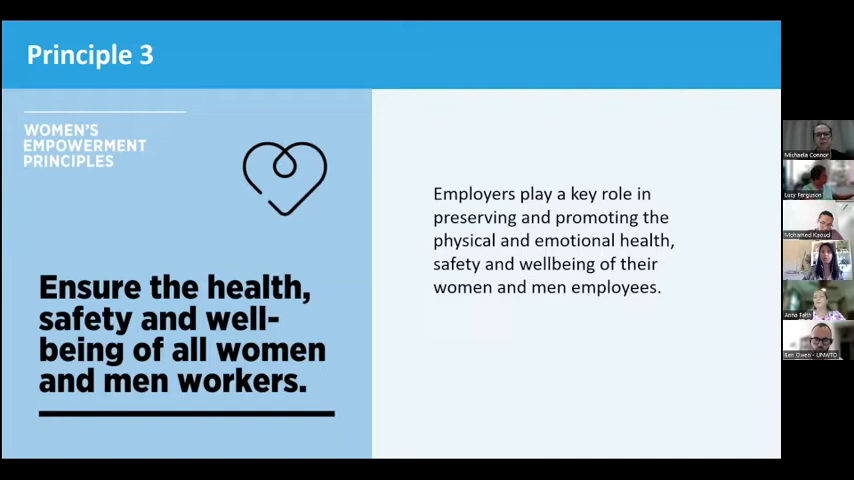 Principle 3
WOMEN'S
EMPOWERMENT
PRINCIPLES
Ensure the health,
safety and well-
being of all women
and men workers.
Employers play a key role in
preserving and promoting the
physical and emotional health,
safety and wellbeing of their
women and men employees.
Michaela Connor
Lucy Ferguson
Mohamed Kaoud
Anna Faith
Ben Owen - UNWTO